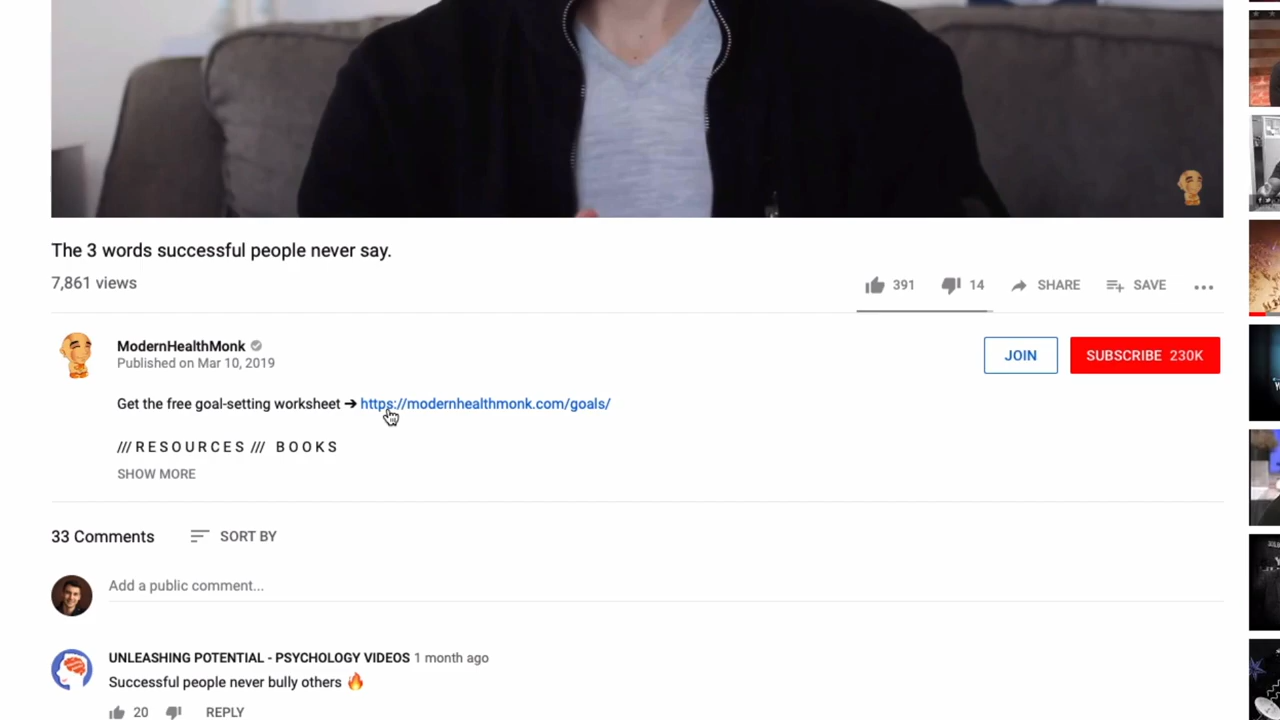 The 3 words successful people never say.
7,861 views
391 14 SHARE SAVE
ModernHealthMonk
Published on Mar 10, 2019
JOIN SUBSCRIBE 230K
Get the free goal-setting worksheet ➔ https://modernhealthmonk.com/goals/
/// R E S O U R C E S /// B O O K S
SHOW MORE
33 Comments SORT BY
Add a public comment...
UNLEASHING POTENTIAL - PSYCHOLOGY VIDEOS 1 month ago
Successful people never bully others 🔥
20 REPLY